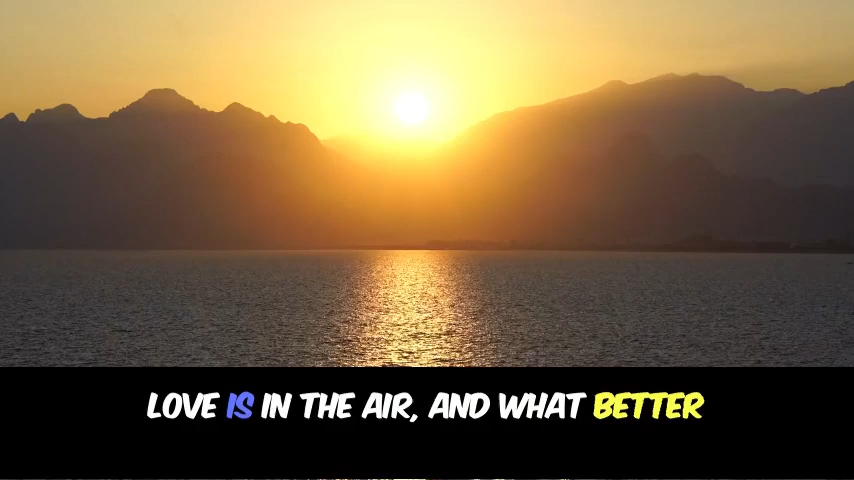 LOVE IS IN THE AIR, AND WHAT BETTER